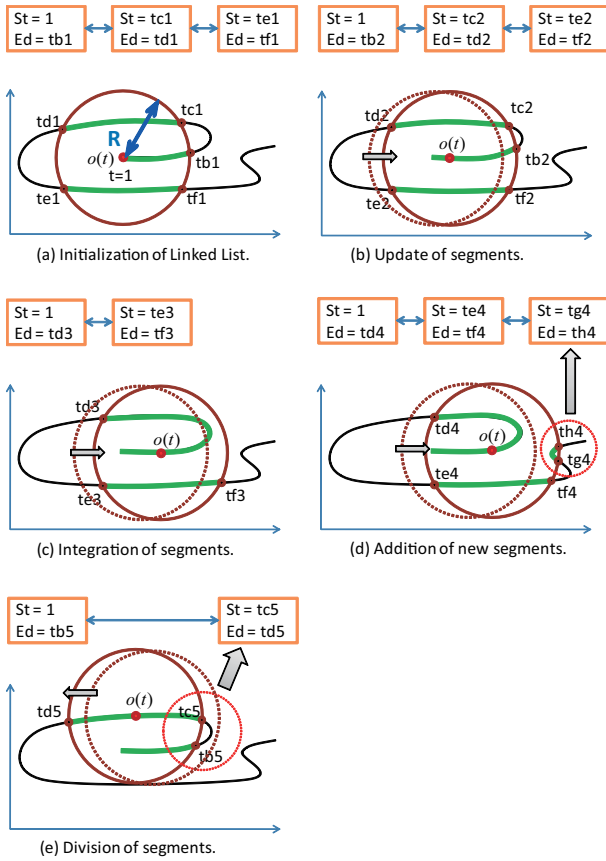 St = 1
Ed = tb1
St = tc1
Ed = td1
St = te1
Ed = tf1
td1
tc1
R
o(t)
t=1
tb1
te1
tf1
(a) Initialization of Linked List.
St = 1
Ed = tb2
St = tc2
Ed = td2
St = te2
Ed = tf2
td2
tc2
o(t)
tb2
te2
tf2
(b) Update of segments.
St = 1
Ed = td3
St = te3
Ed = tf3
td3
o(t)
te3
tf3
(c) Integration of segments.
St = 1
Ed = td4
St = te4
Ed = tf4
St = tg4
Ed = th4
td4
o(t)
th4
tg4
te4
tf4
(d) Addition of new segments.
St = 1
Ed = tb5
St = tc5
Ed = td5
o(t)
td5
tc5
tb5
(e) Division of segments.